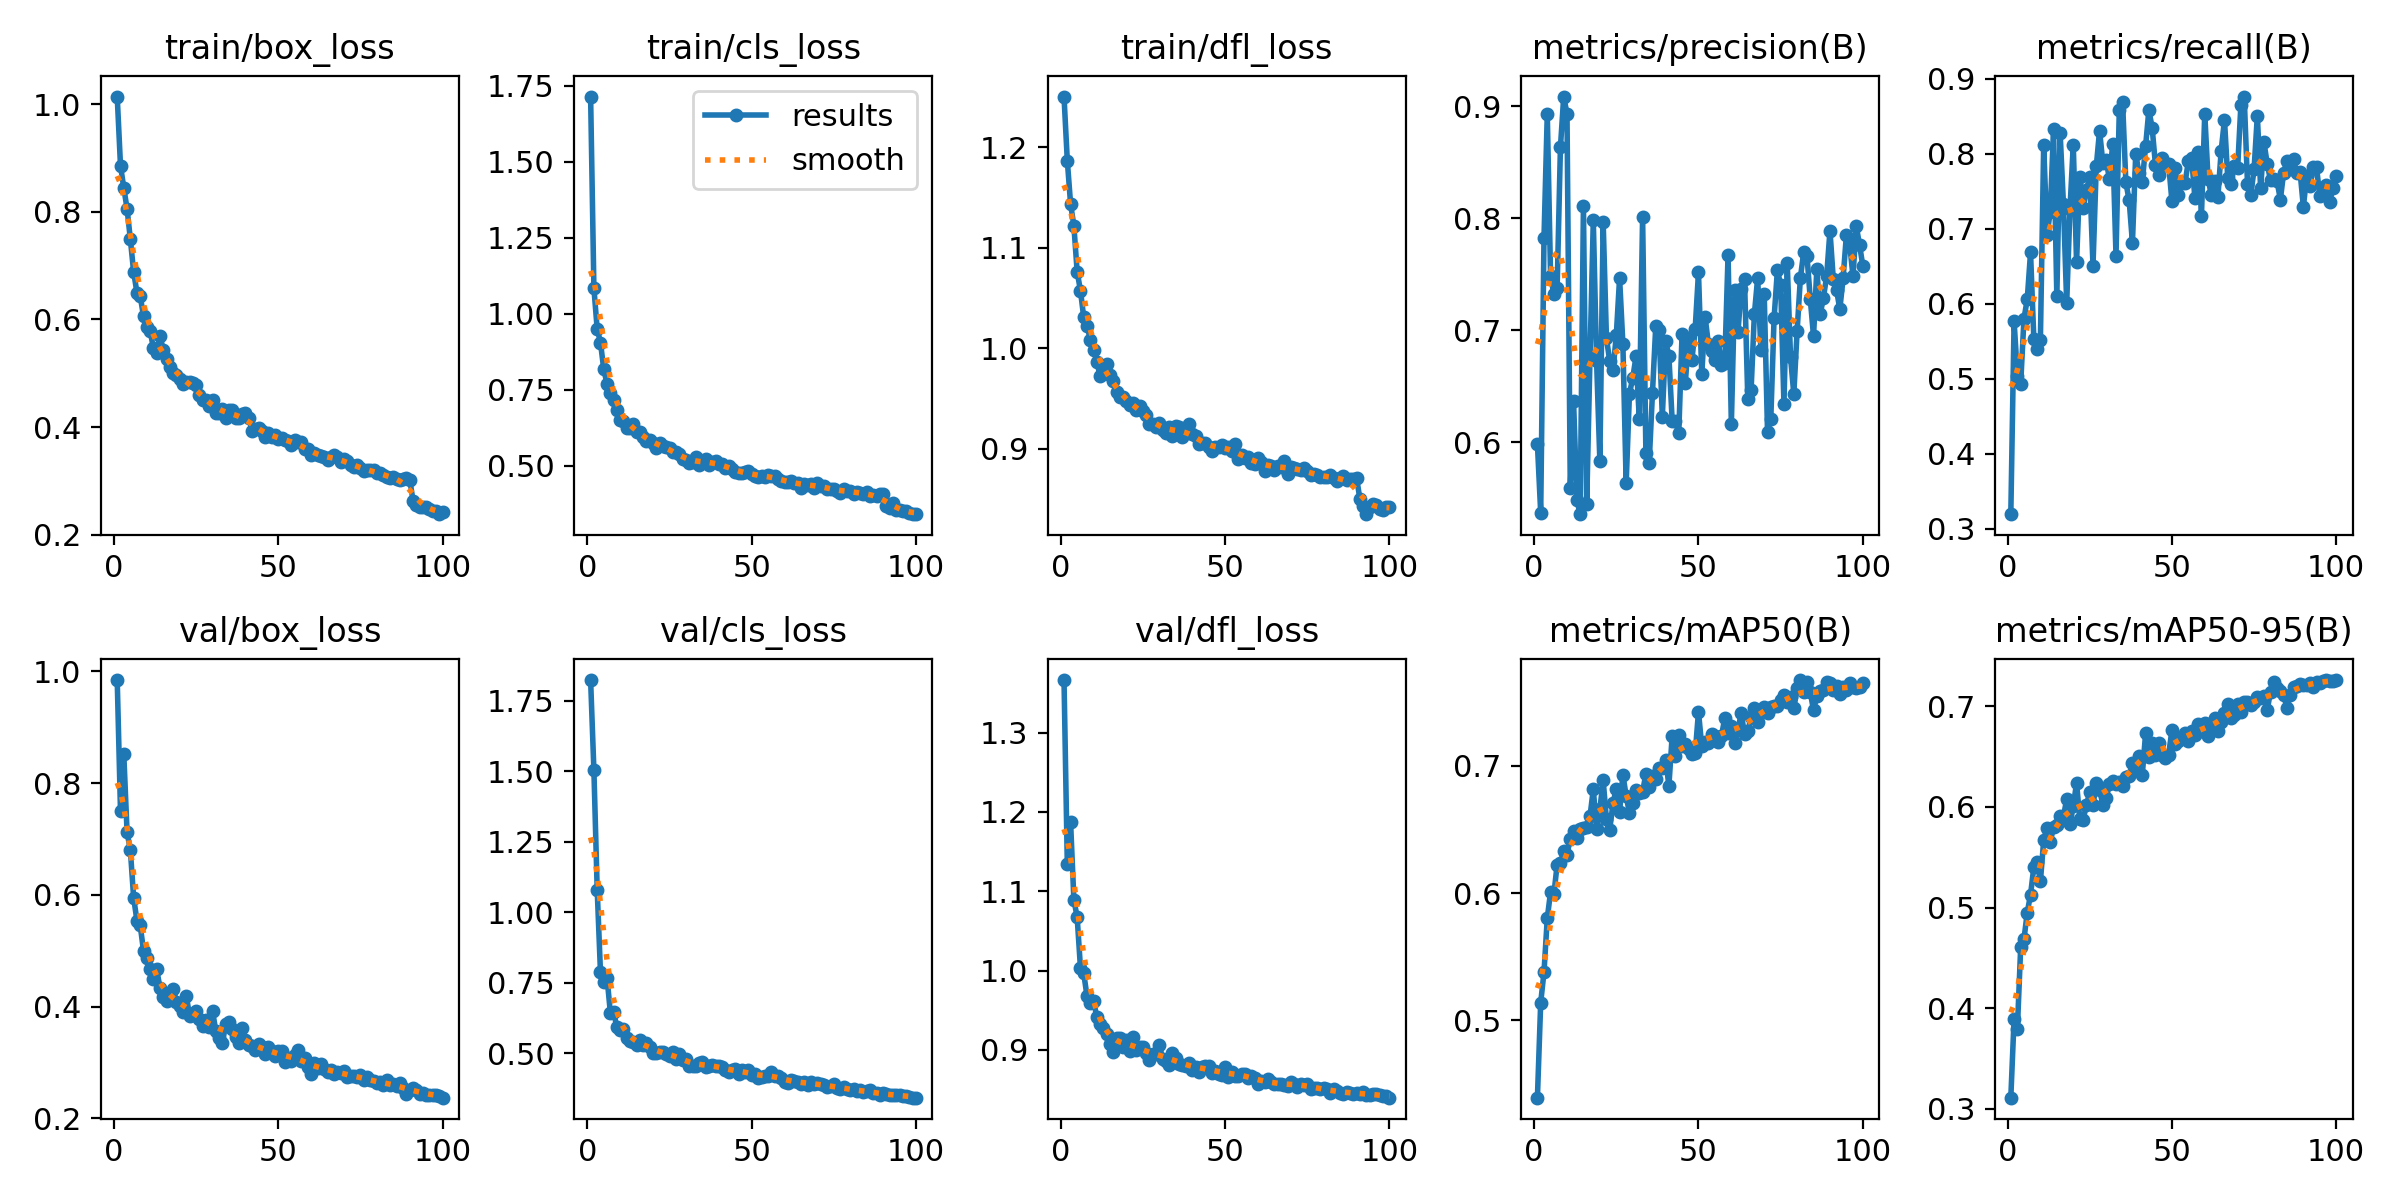 train/box_loss
1.0
0.8
0.6
0.4
0.2
0 50 100
train/cls_loss
results
smooth
1.75
1.50
1.25
1.00
0.75
0.50
0 50 100
train/dfl_loss
1.2
1.1
1.0
0.9
0 50 100
metrics/precision(B)
0.9
0.8
0.7
0.6
0 50 100
metrics/recall(B)
0.9
0.8
0.7
0.6
0.5
0.4
0.3
0 50 100
val/box_loss
1.0
0.8
0.6
0.4
0.2
0 50 100
val/cls_loss
1.75
1.50
1.25
1.00
0.75
0.50
0 50 100
val/dfl_loss
1.3
1.2
1.1
1.0
0.9
0 50 100
metrics/mAP50(B)
0.7
0.6
0.5
0 50 100
metrics/mAP50-95(B)
0.7
0.6
0.5
0.4
0.3
0 50 100